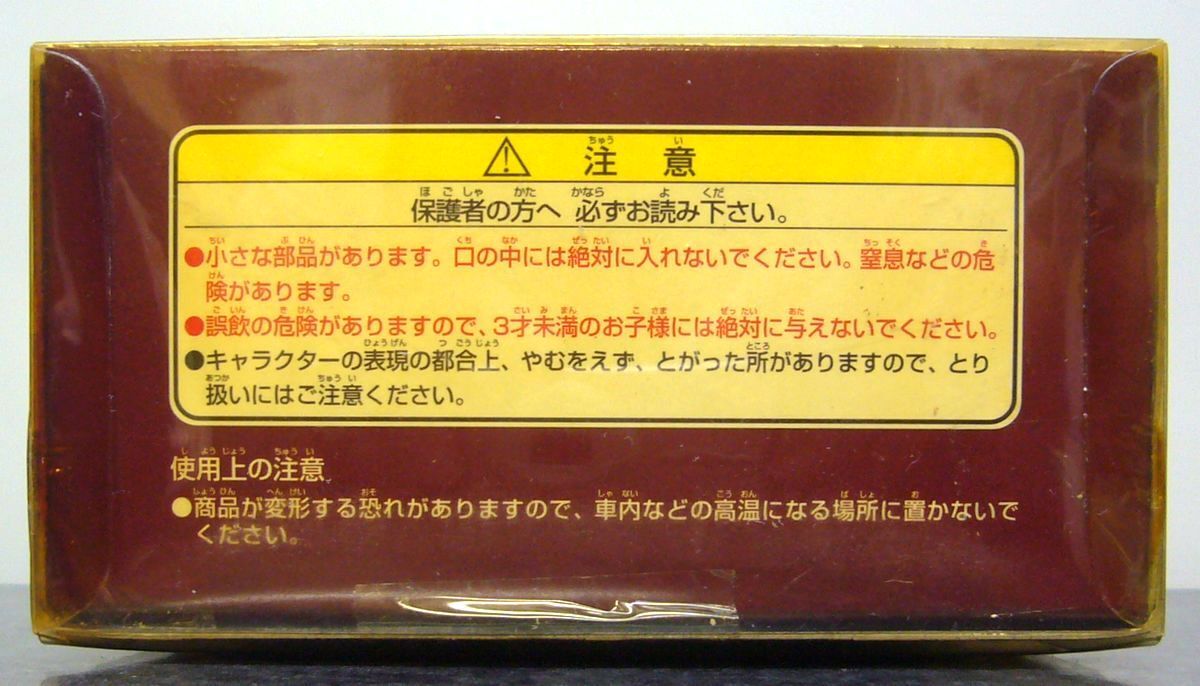 ⚠ 注意
保護者の方へ 必ずお読み下さい。
●小さな部品があります。口の中には絶対に入れないでください。窒息などの危
険があります。
●誤飲の危険がありますので、3才未満のお子様には絶対に与えないでください。
●キャラクターの表現の都合上、やむをえず、とがった所がありますので、とり
扱いにはご注意ください。
使用上の注意
●商品が変形する恐れがありますので、車内などの高温になる場所に置かないで
ください。